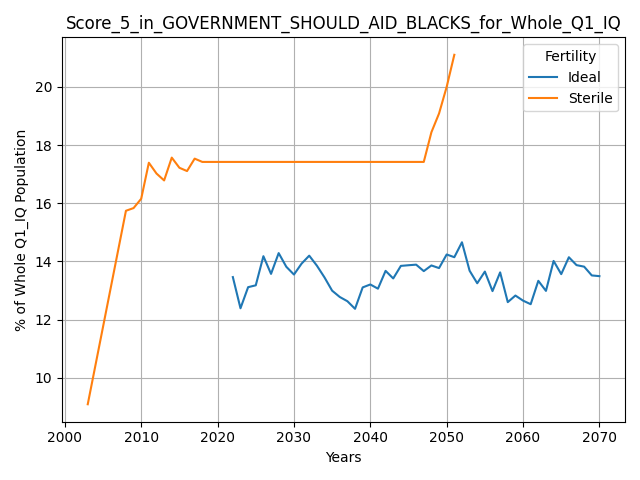 Score_5_in_GOVERNMENT_SHOULD_AID_BLACKS_for_Whole_Q1_IQ
Fertility
Ideal
Sterile
% of Whole Q1_IQ Population
20
18
16
14
12
10
2000 2010 2020 2030 2040 2050 2060 2070
Years